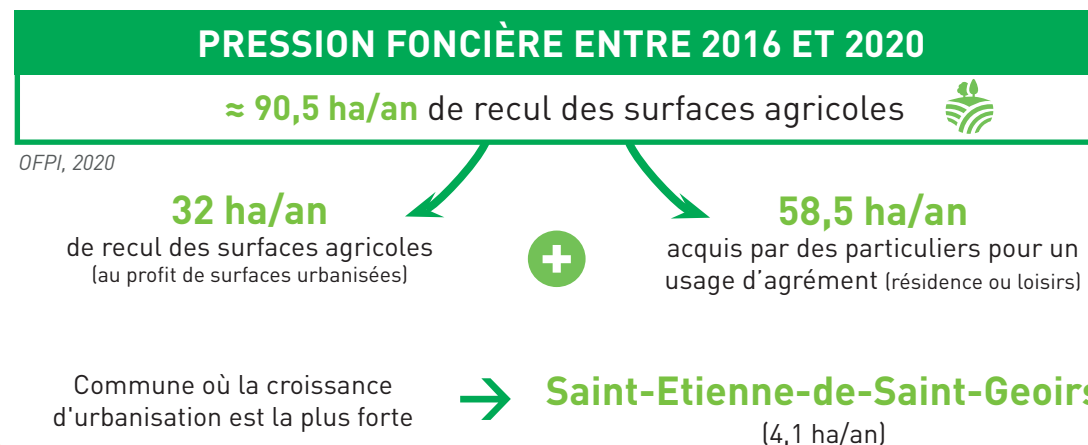 PRESSION FONCIÈRE ENTRE 2016 ET 2020
≈ 90,5 ha/an de recul des surfaces agricoles
OFPI, 2020
32 ha/an
de recul des surfaces agricoles
(au profit de surfaces urbanisées)
58,5 ha/an
acquis par des particuliers pour un
usage d'agrément (résidence ou loisirs)
Commune où la croissance
d'urbanisation est la plus forte
Saint-Etienne-de-Saint-Geoirs
(4,1 ha/an)